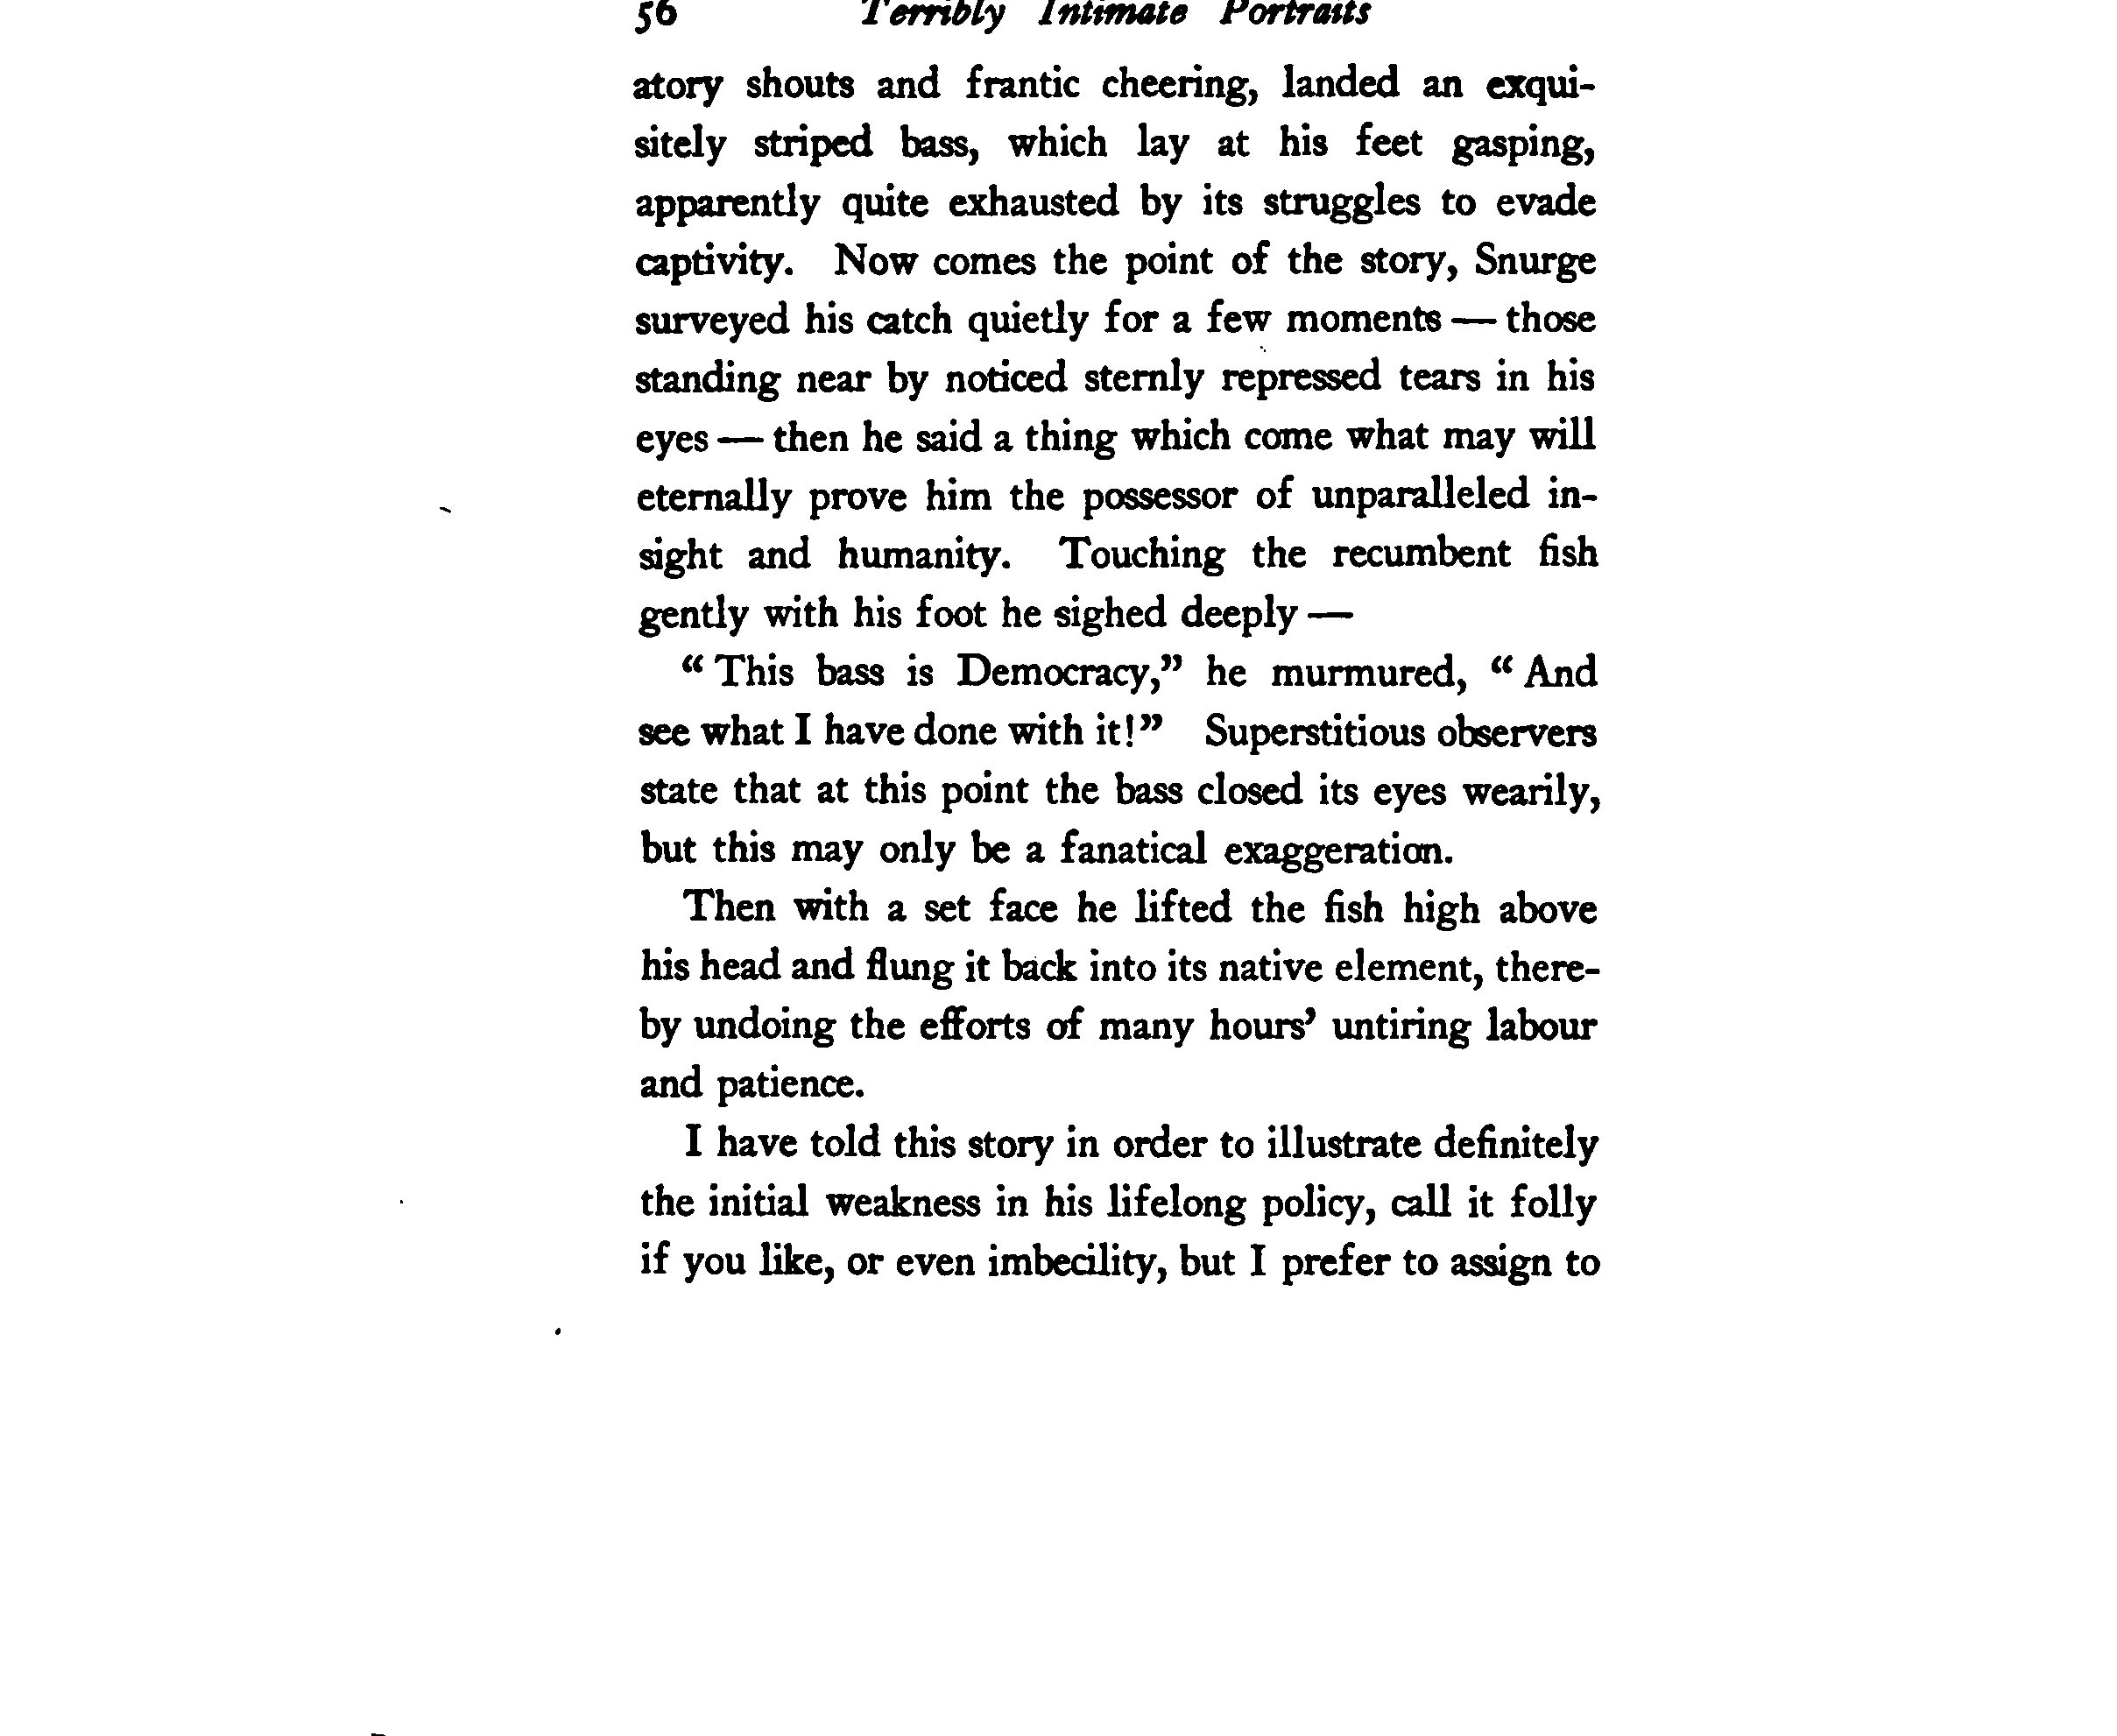 56 Terribly Intimate Portraits
atory shouts and frantic cheering, landed an exqui-
sitely striped bass, which lay at his feet gasping,
apparently quite exhausted by its struggles to evade
captivity. Now comes the point of the story, Snurge
surveyed his catch quietly for a few moments — those
standing near by noticed sternly repressed tears in his
eyes — then he said a thing which come what may will
eternally prove him the possessor of unparalleled in-
sight and humanity. Touching the recumbent fish
gently with his foot he sighed deeply —
“ This bass is Democracy,” he murmured, “ And
see what I have done with it!” Superstitious observers
state that at this point the bass closed its eyes wearily,
but this may only be a fanatical exaggeration.
Then with a set face he lifted the fish high above
his head and flung it back into its native element, there-
by undoing the efforts of many hours’ untiring labour
and patience.
I have told this story in order to illustrate definitely
the initial weakness in his lifelong policy, call it folly
if you like, or even imbecility, but I prefer to assign to